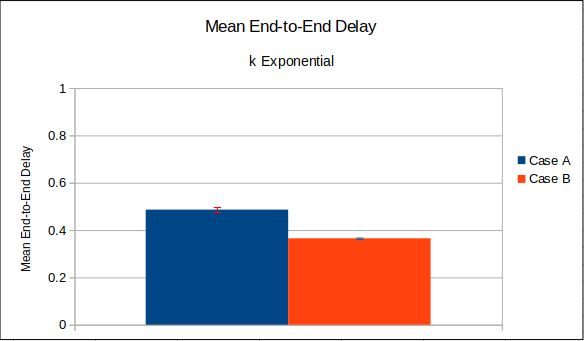 Mean End-to-End Delay
k Exponential
Mean End-to-End Delay
1
0.8
0.6
0.4
0.2
0
Case A
Case B